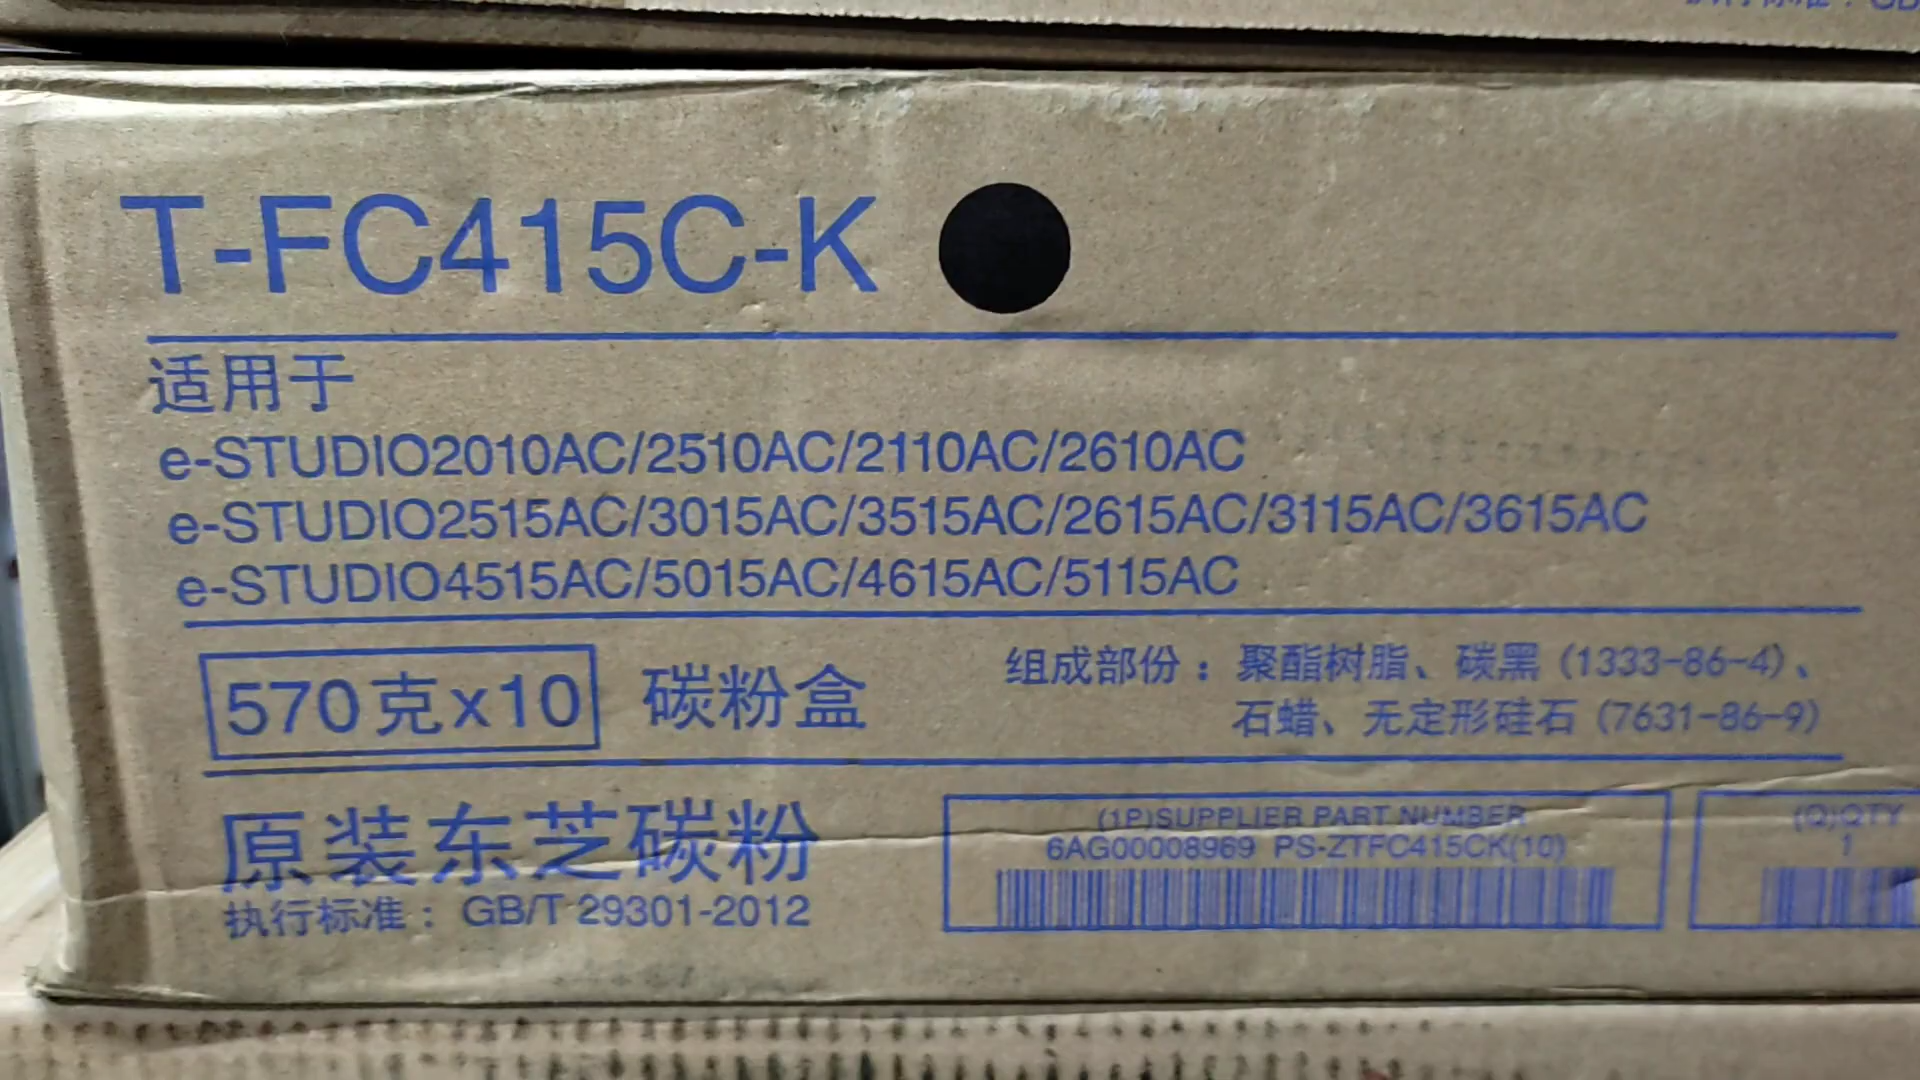 T-FC415C-K
适用于
e-STUDIO2010AC/2510AC/2110AC/2610AC
e-STUDIO2515AC/3015AC/3515AC/2615AC/3115AC/3615AC
e-STUDIO4515AC/5015AC/4615AC/5115AC
570克x10 碳粉盒
组成部份：聚酯树脂、碳黑 (1333-86-4)、
石蜡、无定形硅石 (7631-86-9)
原装东芝碳粉
执行标准：GB/T 29301-2012
(1P)SUPPLIER PART NUMBER
6AG00008969 PS-ZTFC415CK(10)
(Q)QTY
1